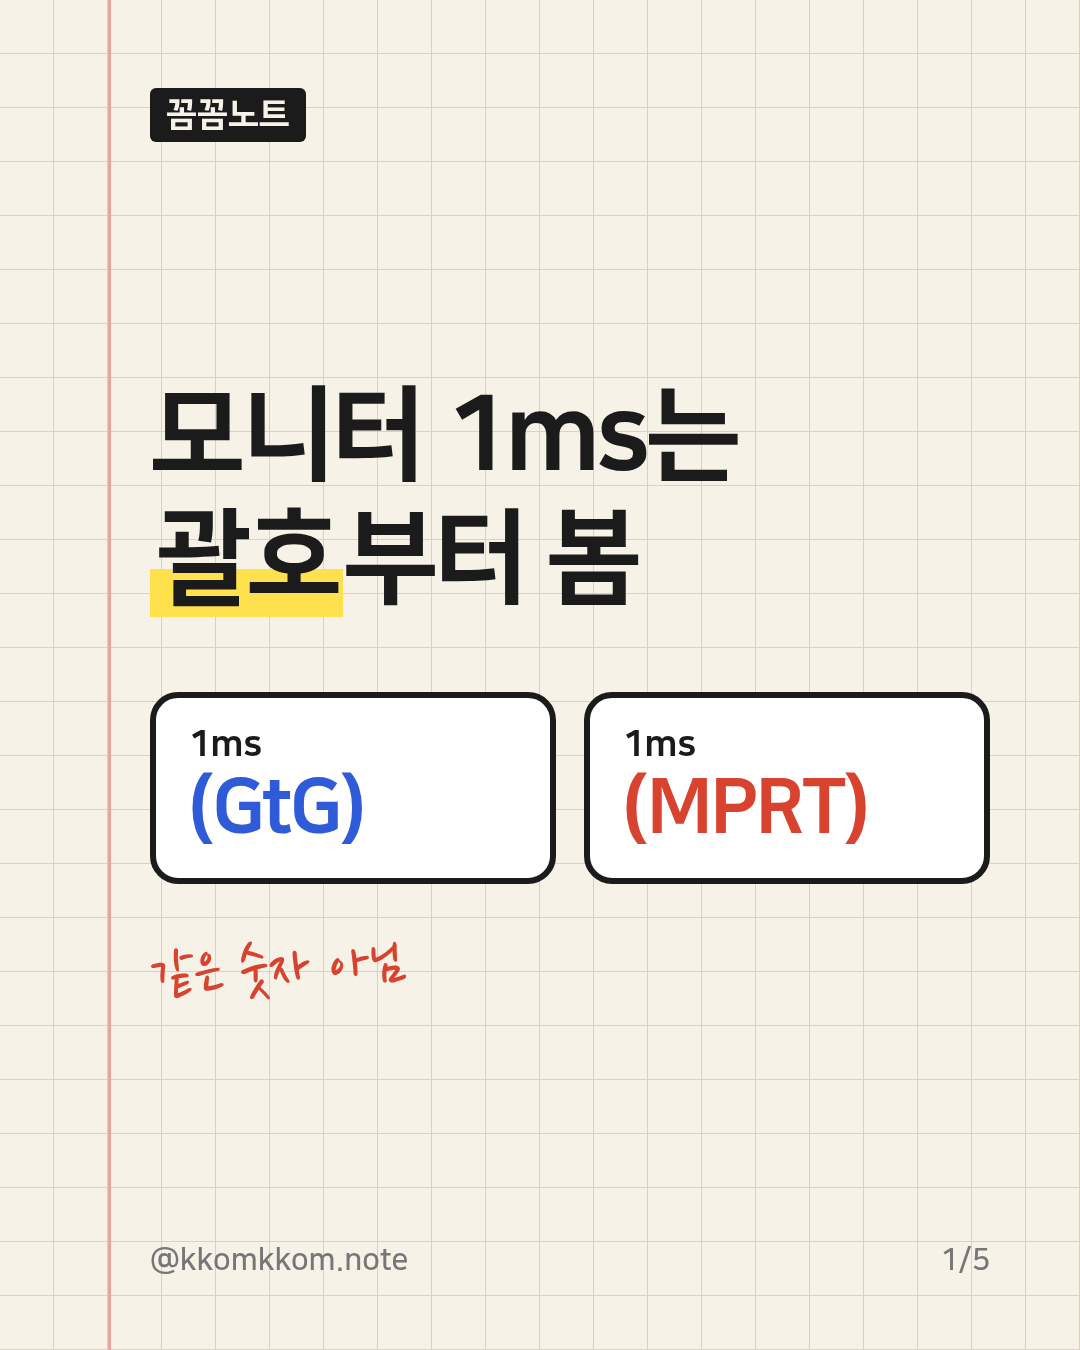 꼼꼼노트
모니터 1ms는
괄호부터 봄
1ms
(GtG)
1ms
(MPRT)
같은 숫자 아님
@kkomkkom.note
1/5